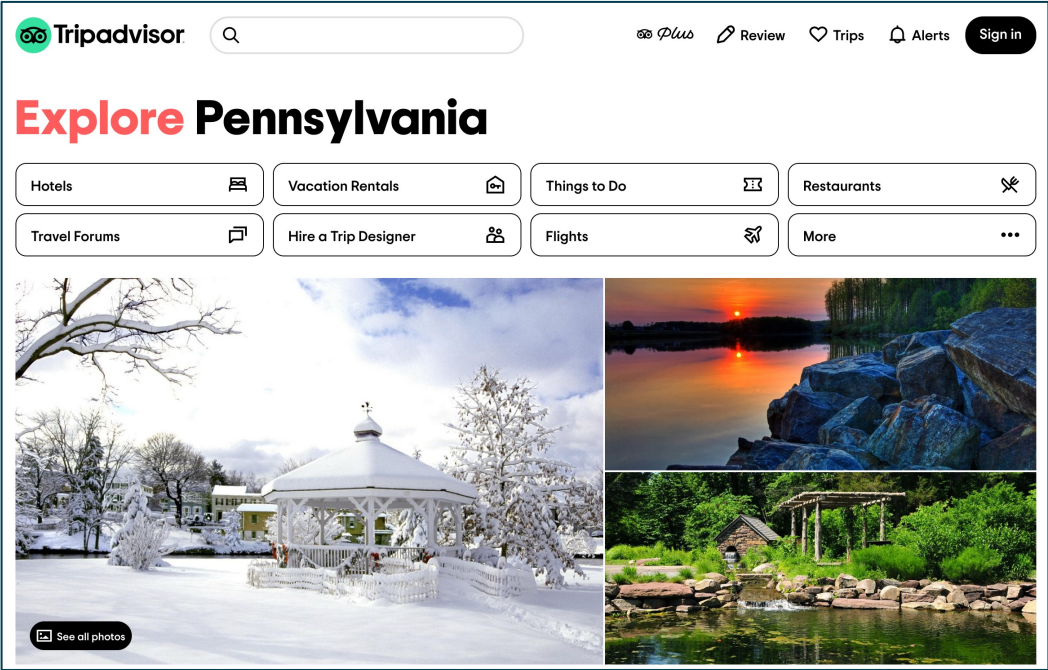 Tripadvisor
Plus
Review
Trips
Alerts
Sign in
Explore Pennsylvania
Hotels
Vacation Rentals
Things to Do
Restaurants
Travel Forums
Hire a Trip Designer
Flights
More
See all photos